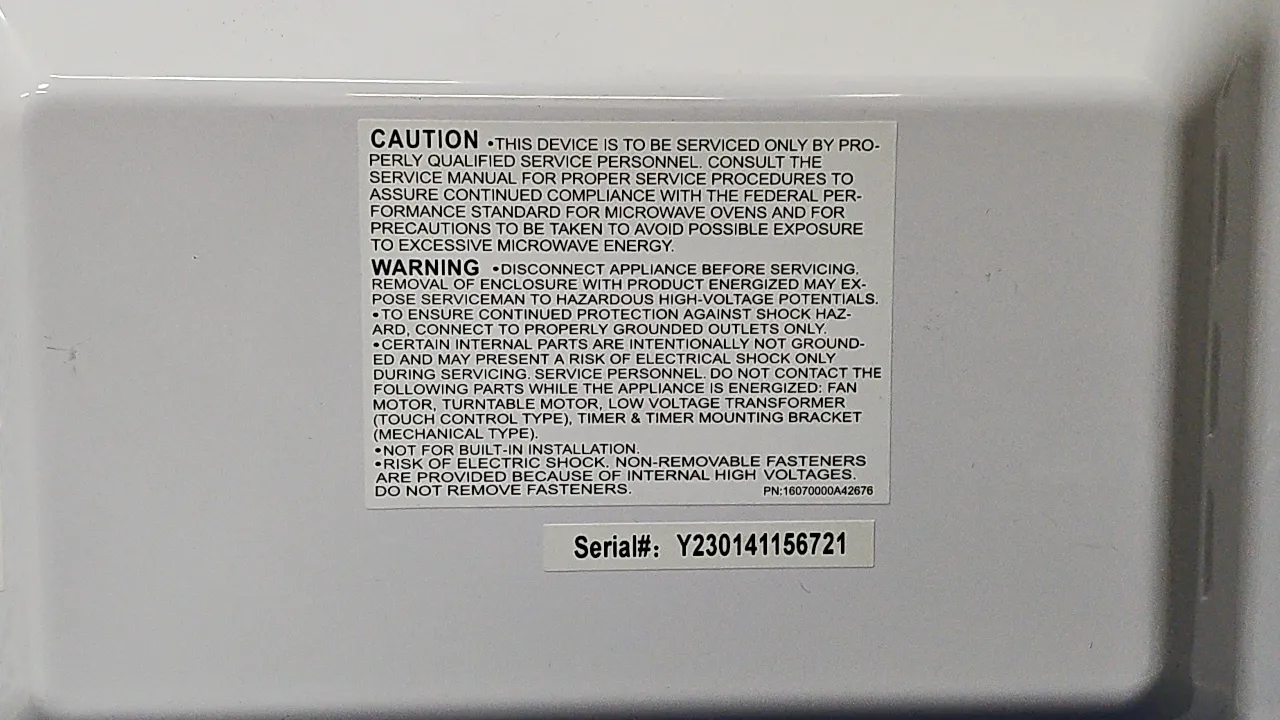 CAUTION •THIS DEVICE IS TO BE SERVICED ONLY BY PRO-
PERLY QUALIFIED SERVICE PERSONNEL. CONSULT THE
SERVICE MANUAL FOR PROPER SERVICE PROCEDURES TO
ASSURE CONTINUED COMPLIANCE WITH THE FEDERAL PER-
FORMANCE STANDARD FOR MICROWAVE OVENS AND FOR
PRECAUTIONS TO BE TAKEN TO AVOID POSSIBLE EXPOSURE
TO EXCESSIVE MICROWAVE ENERGY.
WARNING •DISCONNECT APPLIANCE BEFORE SERVICING.
REMOVAL OF ENCLOSURE WITH PRODUCT ENERGIZED MAY EX-
POSE SERVICEMAN TO HAZARDOUS HIGH-VOLTAGE POTENTIALS.
•TO ENSURE CONTINUED PROTECTION AGAINST SHOCK HAZ-
ARD, CONNECT TO PROPERLY GROUNDED OUTLETS ONLY.
•CERTAIN INTERNAL PARTS ARE INTENTIONALLY NOT GROUND-
ED AND MAY PRESENT A RISK OF ELECTRICAL SHOCK ONLY
DURING SERVICING. SERVICE PERSONNEL. DO NOT CONTACT THE
FOLLOWING PARTS WHILE THE APPLIANCE IS ENERGIZED: FAN
MOTOR, TURNTABLE MOTOR, LOW VOLTAGE TRANSFORMER
(TOUCH CONTROL TYPE), TIMER & TIMER MOUNTING BRACKET
(MECHANICAL TYPE).
•NOT FOR BUILT-IN INSTALLATION.
•RISK OF ELECTRIC SHOCK. NON-REMOVABLE FASTENERS
ARE PROVIDED BECAUSE OF INTERNAL HIGH VOLTAGES.
DO NOT REMOVE FASTENERS. PN:16070000A42676
Serial#: Y230141156721